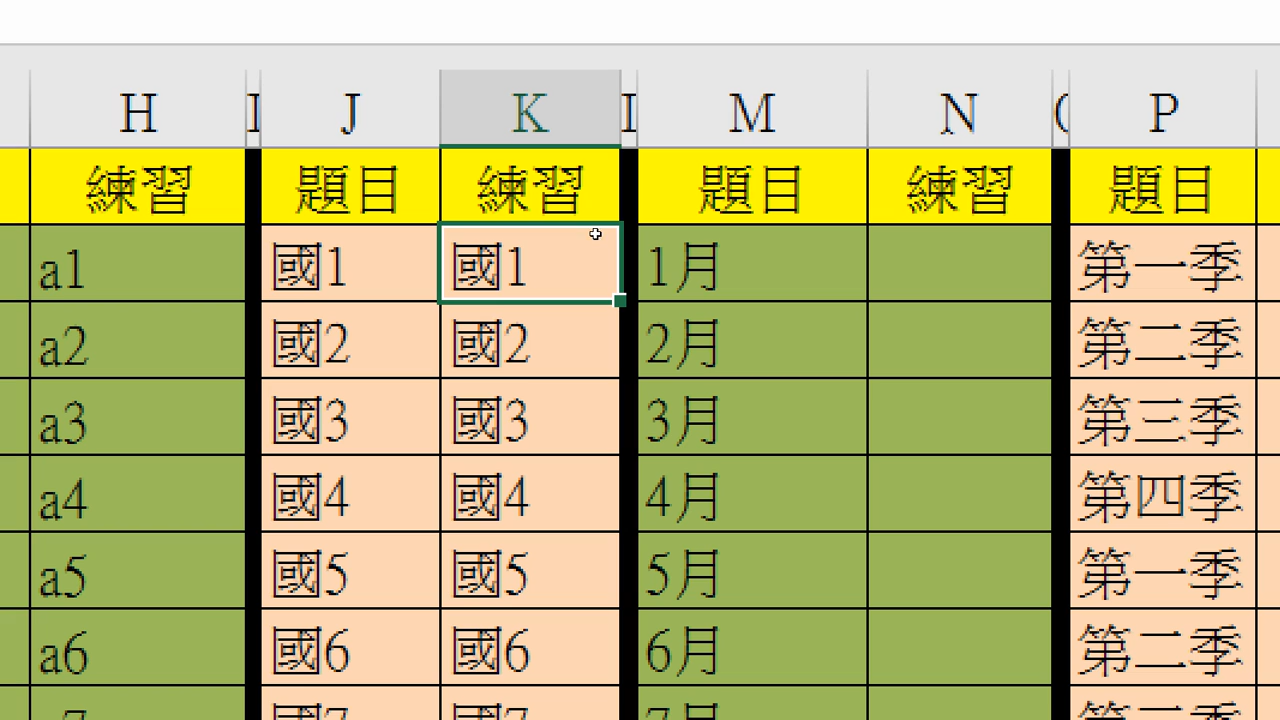 H J K M N P
練習 題目 練習 題目 練習 題目
a1 國1 國1 1月 第一季
a2 國2 國2 2月 第二季
a3 國3 國3 3月 第三季
a4 國4 國4 4月 第四季
a5 國5 國5 5月 第一季
a6 國6 國6 6月 第二季